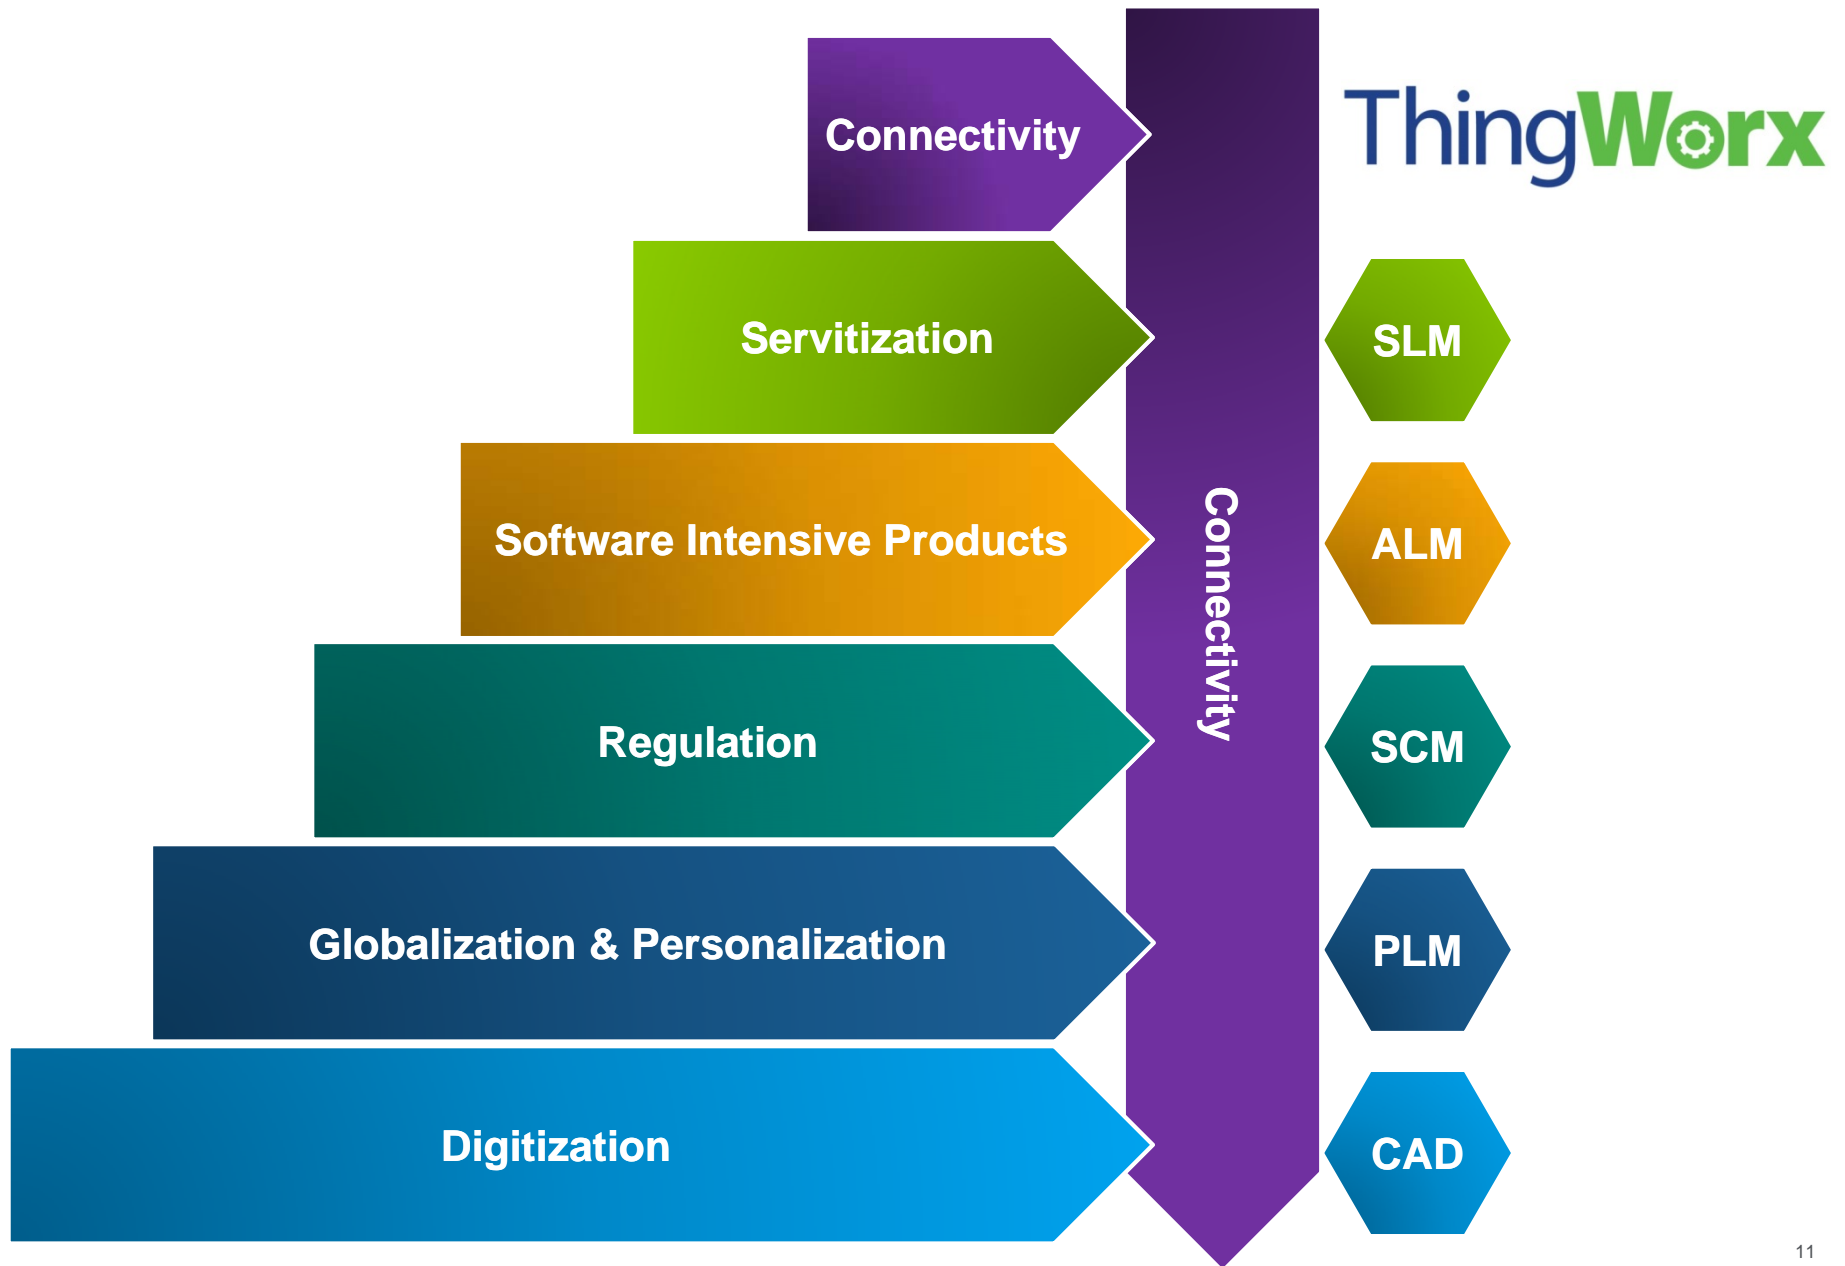 Connectivity
ThingWorx
Servitization
SLM
Software Intensive Products
ALM
Connectivity
Regulation
SCM
Globalization & Personalization
PLM
Digitization
CAD
11